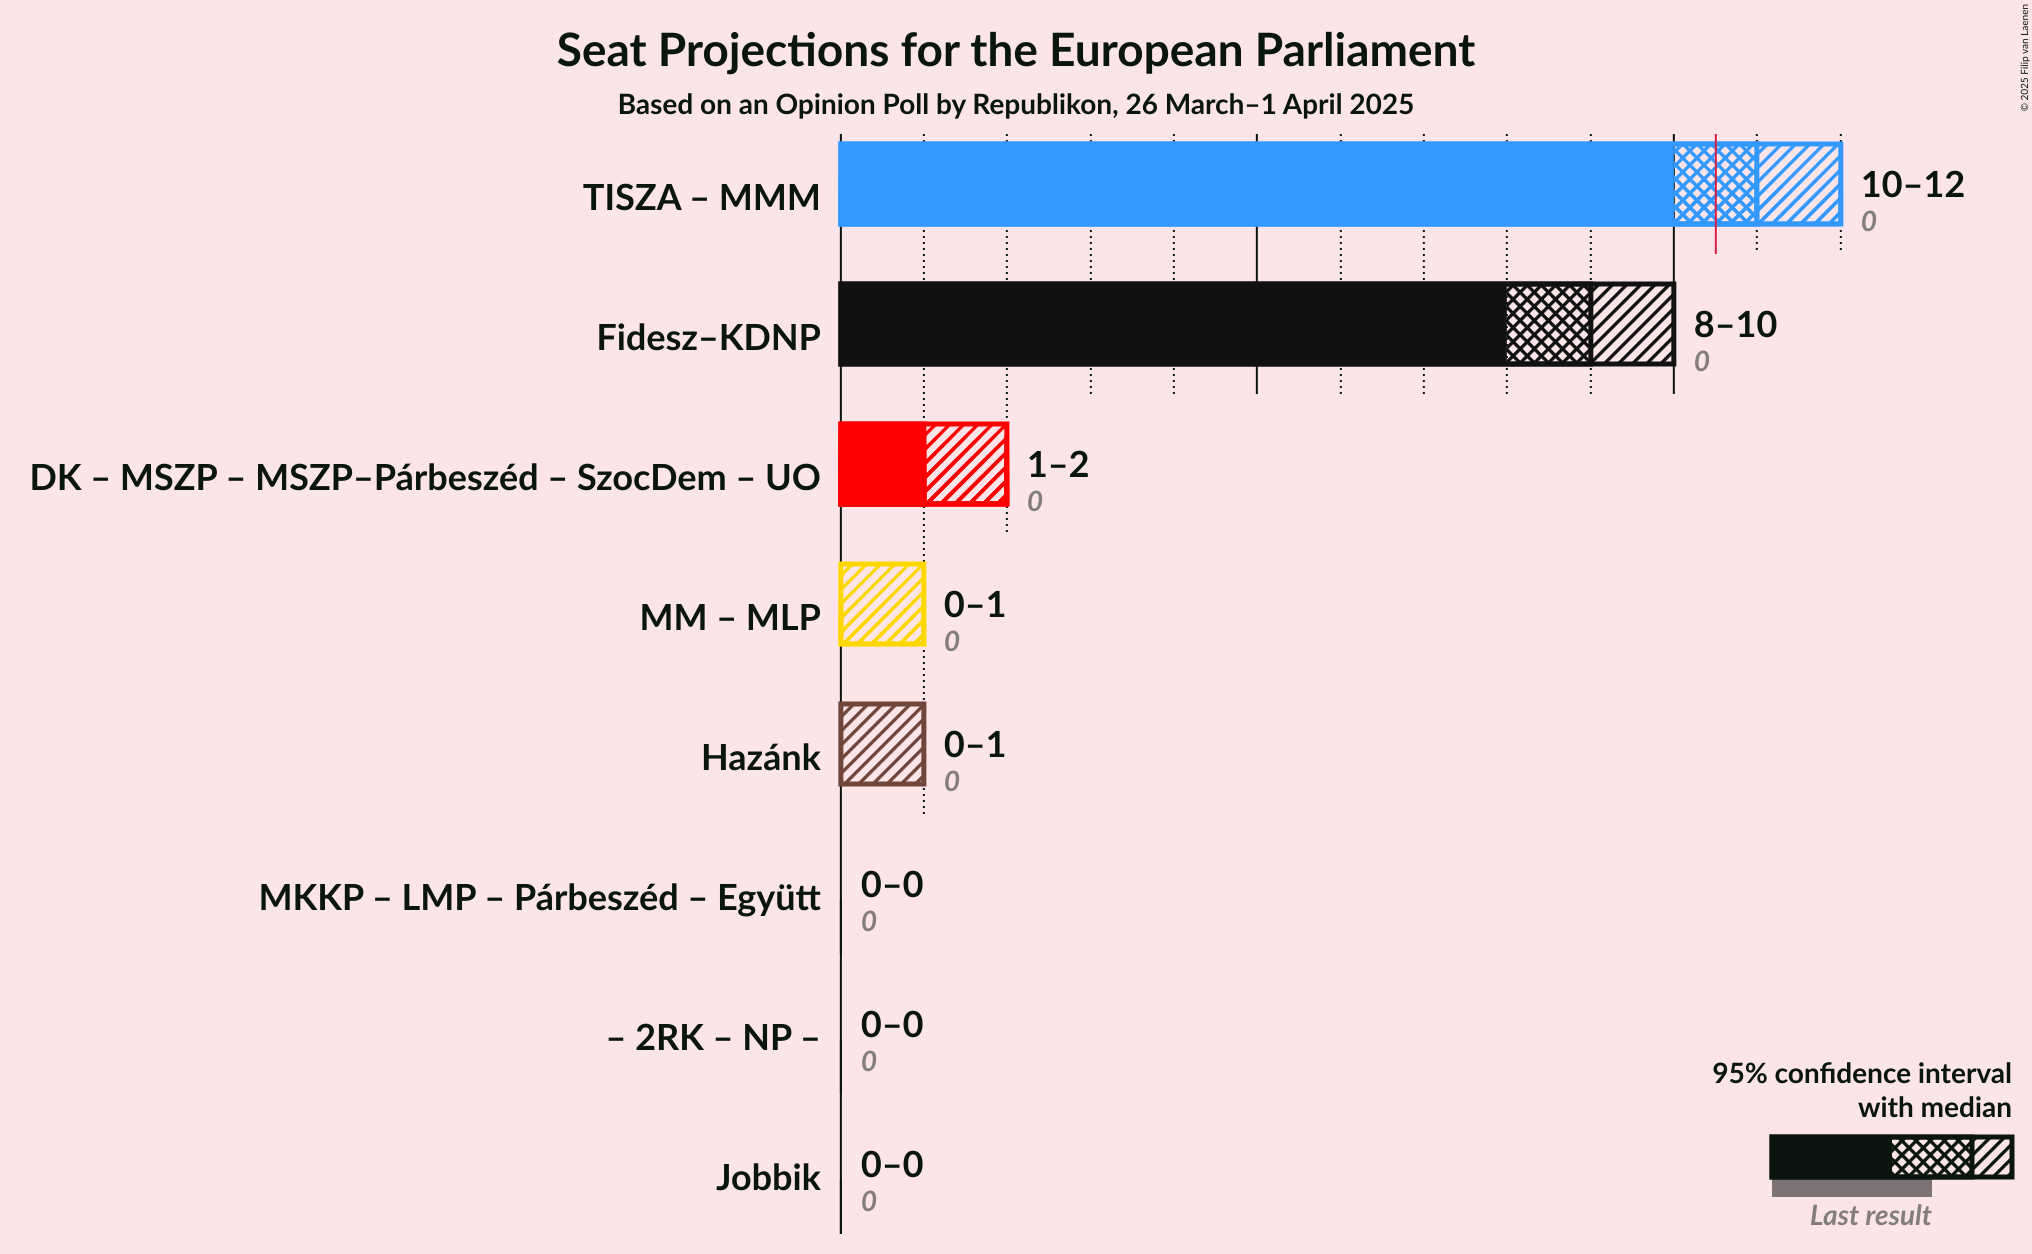 Seat Projections for the European Parliament
Based on an Opinion Poll by Republikon, 26 March–1 April 2025
© 2025 Filip van Laenen
TISZA – MMM
10–12
0
Fidesz–KDNP
8–10
0
DK – MSZP – MSZP–Párbeszéd – SzocDem – UO
1–2
0
MM – MLP
0–1
0
Hazánk
0–1
0
MKKP – LMP – Párbeszéd – Együtt
0–0
0
– 2RK – NP –
0–0
0
Jobbik
0–0
0
95% confidence interval
with median
Last result